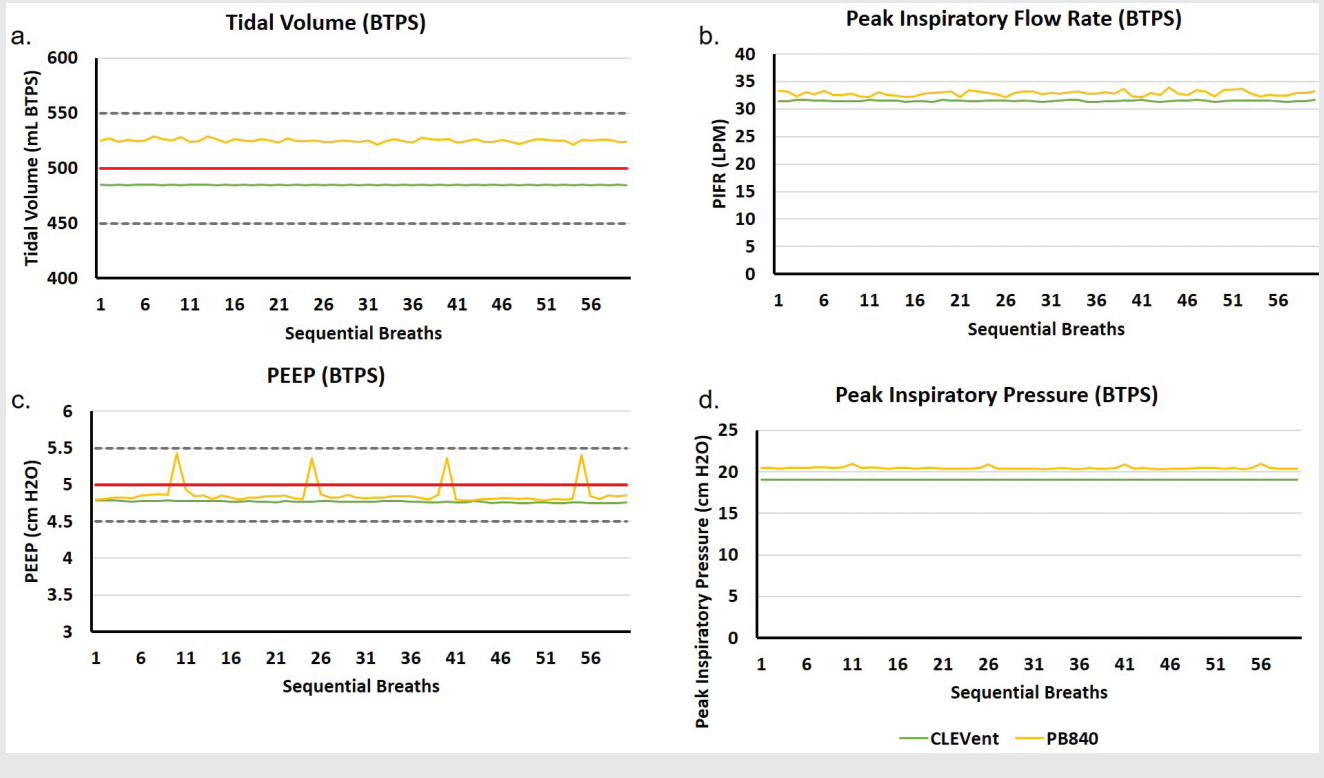 a.
Tidal Volume (BTPS)
Tidal Volume (mL BTPS)
600
550
500
450
400
1 6 11 16 21 26 31 36 41 46 51 56
Sequential Breaths
b.
Peak Inspiratory Flow Rate (BTPS)
PIFR (LPM)
40
35
30
25
20
15
10
5
0
1 6 11 16 21 26 31 36 41 46 51 56
Sequential Breaths
c.
PEEP (BTPS)
PEEP (cm H2O)
6
5.5
5
4.5
4
3.5
3
1 6 11 16 21 26 31 36 41 46 51 56
Sequential Breaths
d.
Peak Inspiratory Pressure (BTPS)
Peak Inspiratory Pressure (cm H2O)
25
20
15
10
5
0
1 6 11 16 21 26 31 36 41 46 51 56
Sequential Breaths
CLEVent PB840